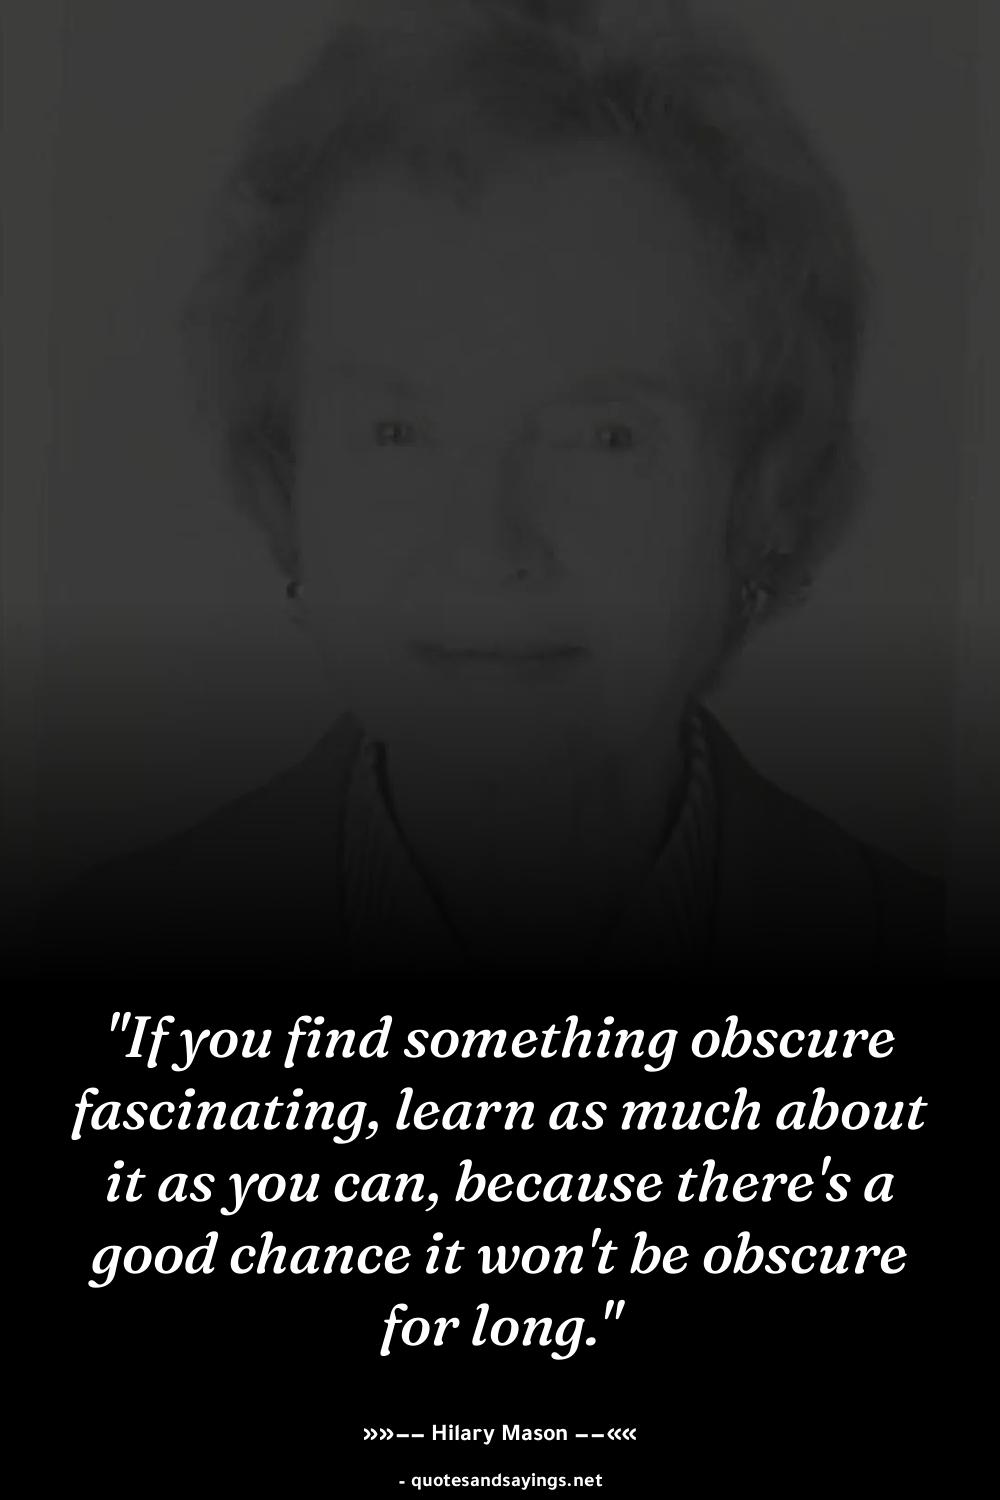 "If you find something obscure
fascinating, learn as much about
it as you can, because there's a
good chance it won't be obscure
for long."
»»–– Hilary Mason ––««
- quotesandsayings.net